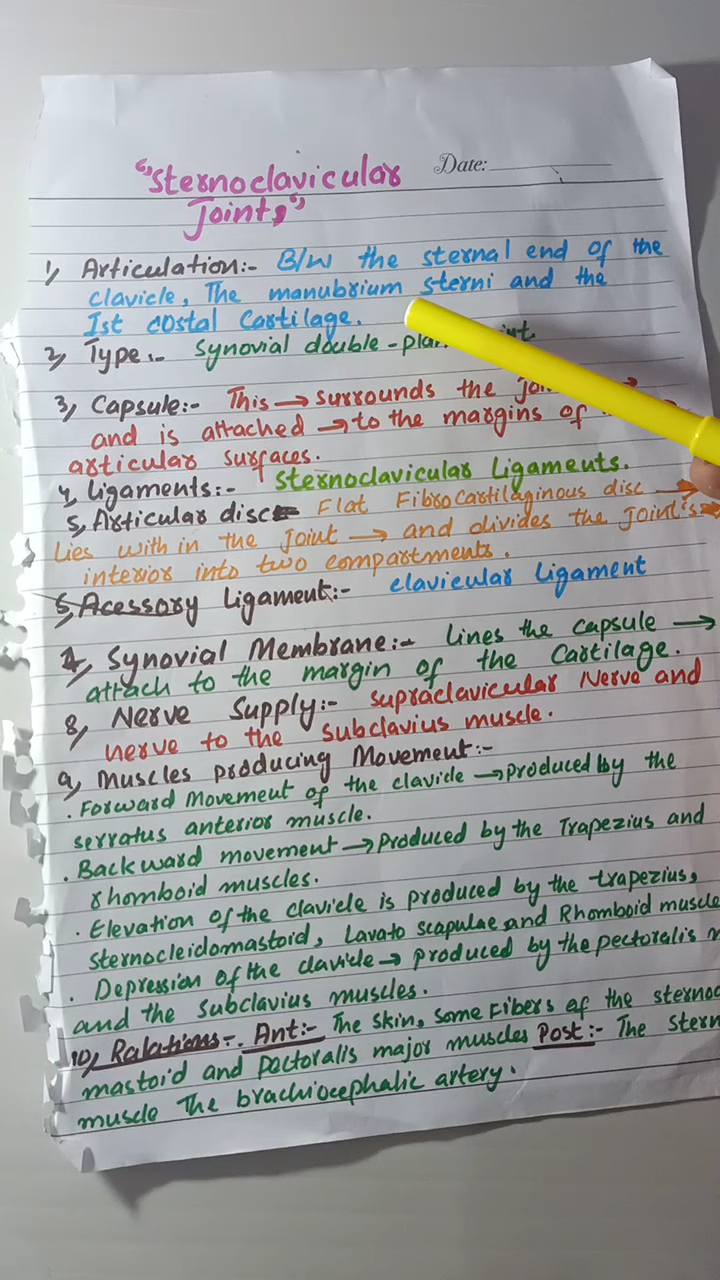 "Sternoclavicular Date:
Joints"
1, Articulation:- B/W the sternal end of the
clavicle, The manubrium sterni and the
Ist costal Cartilage.
2, Type:- Synovial double-
3, Capsule:- This → surrounds the
and is attached → to the margins of
articular surfaces.
4, Ligaments:- Sternoclavicular Ligaments.
5, Articular disc Flat Fibrocartilaginous disc →
Lies with in the joint → and divides the joint's
interior into two compartments.
Acessory Ligament:- clavicular ligament
Synovial Membrane:- lines the capsule →
attach to the margin of the Cartilage.
8, Nerve Supply:- supraclavicular Nerve and
nerve to the subclavius muscle.
9, Muscles producing Movement:-
. Forward Movement of the clavicle → produced by the
serratus anterior muscle.
. Backward movement → produced by the Trapezius and
rhomboid muscles.
. Elevation of the clavicle is produced by the trapezius,
Sternocleidomastoid, Lavato scapulae and Rhomboid muscle
. Depression of the clavicle → produced by the pectoralis
and the subclavius muscles.
10, Ralations-. Ant:- The skin, some Fibers of the
mastoid and Pectoralis major muscles Post:- The
muscle The brachiocephalic artery.